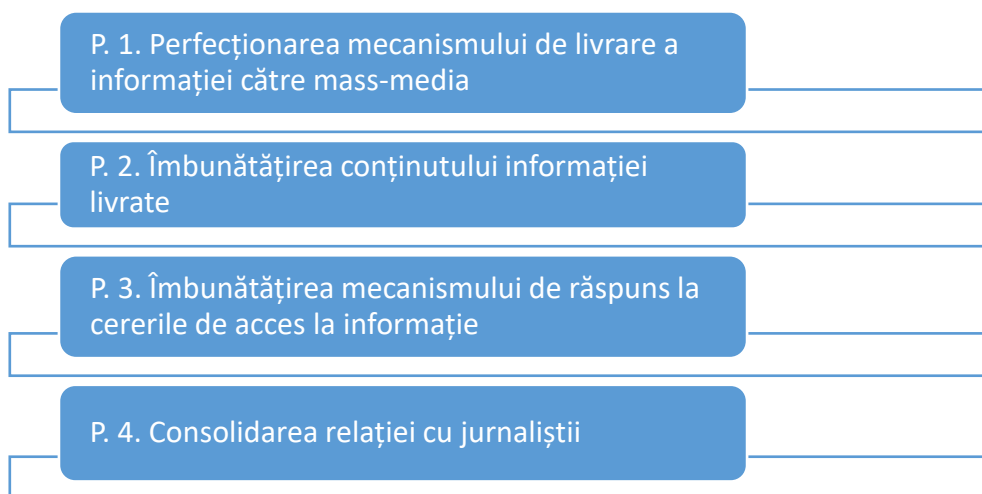 P. 1. Perfecționarea mecanismului de livrare a
informației către mass-media
P. 2. Îmbunătățirea conținutului informației
livrate
P. 3. Îmbunătățirea mecanismului de răspuns la
cererile de acces la informație
P. 4. Consolidarea relației cu jurnaliștii